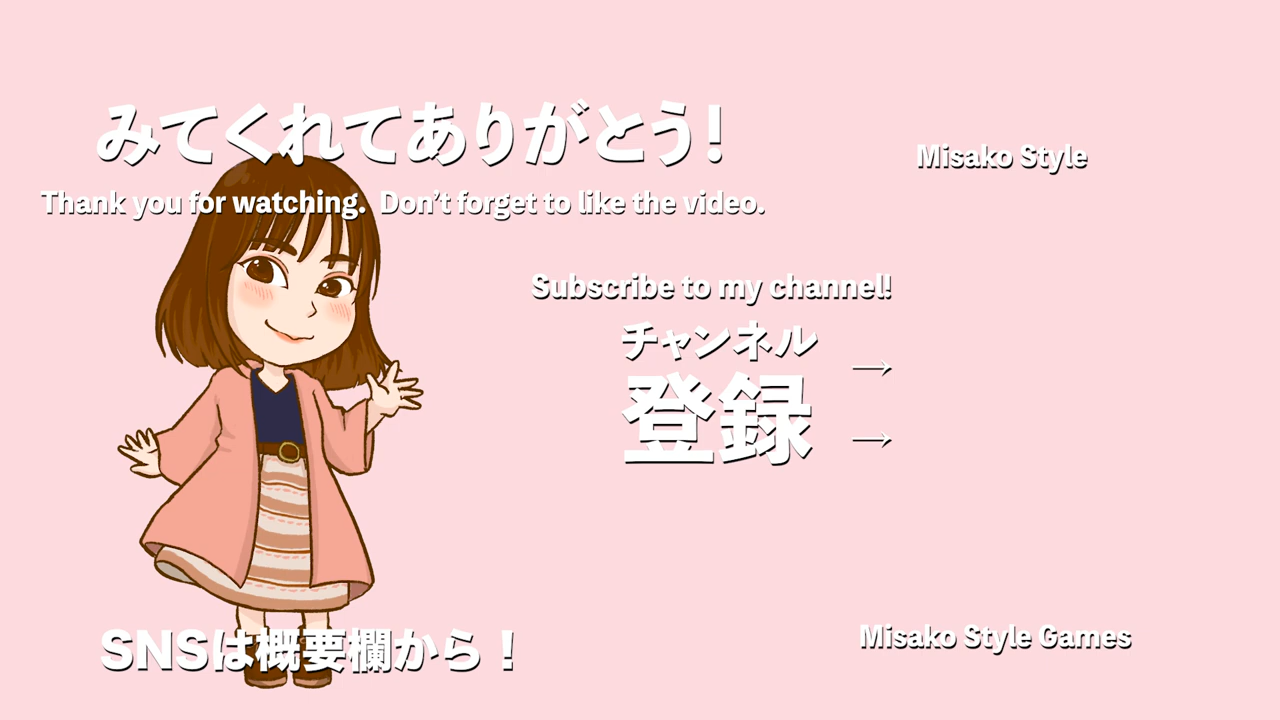 みてくれてありがとう!
Thank you for watching. Don't forget to like the video.
Misako Style
Subscribe to my channel!
チャンネル
登録
→
→
SNSは概要欄から！
Misako Style Games